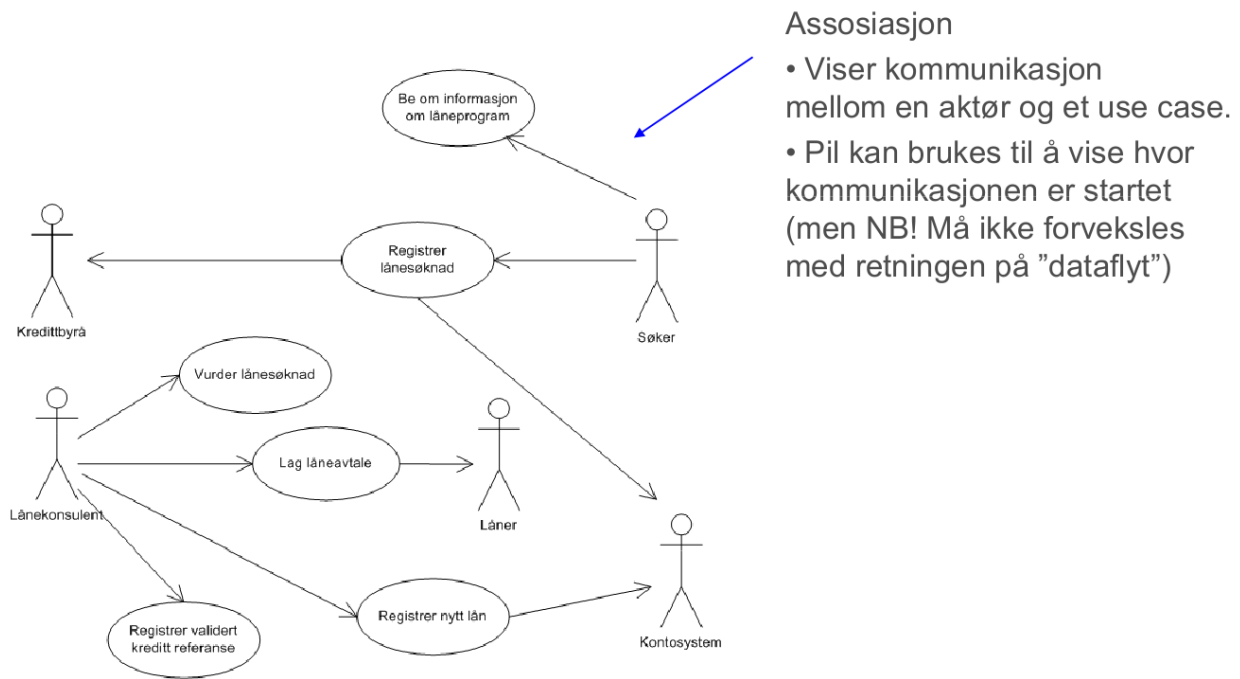 Assosiasjon
• Viser kommunikasjon
mellom en aktør og et use case.
• Pil kan brukes til å vise hvor
kommunikasjonen er startet
(men NB! Må ikke forveksles
med retningen på ”dataflyt”)
Be om informasjon
om låneprogram
Registrer
lånesøknad
Kredittbyrå
Søker
Vurder lånesøknad
Lag låneavtale
Lånekonsulent
Låner
Registrer nytt lån
Registrer validert
kreditt referanse
Kontosystem